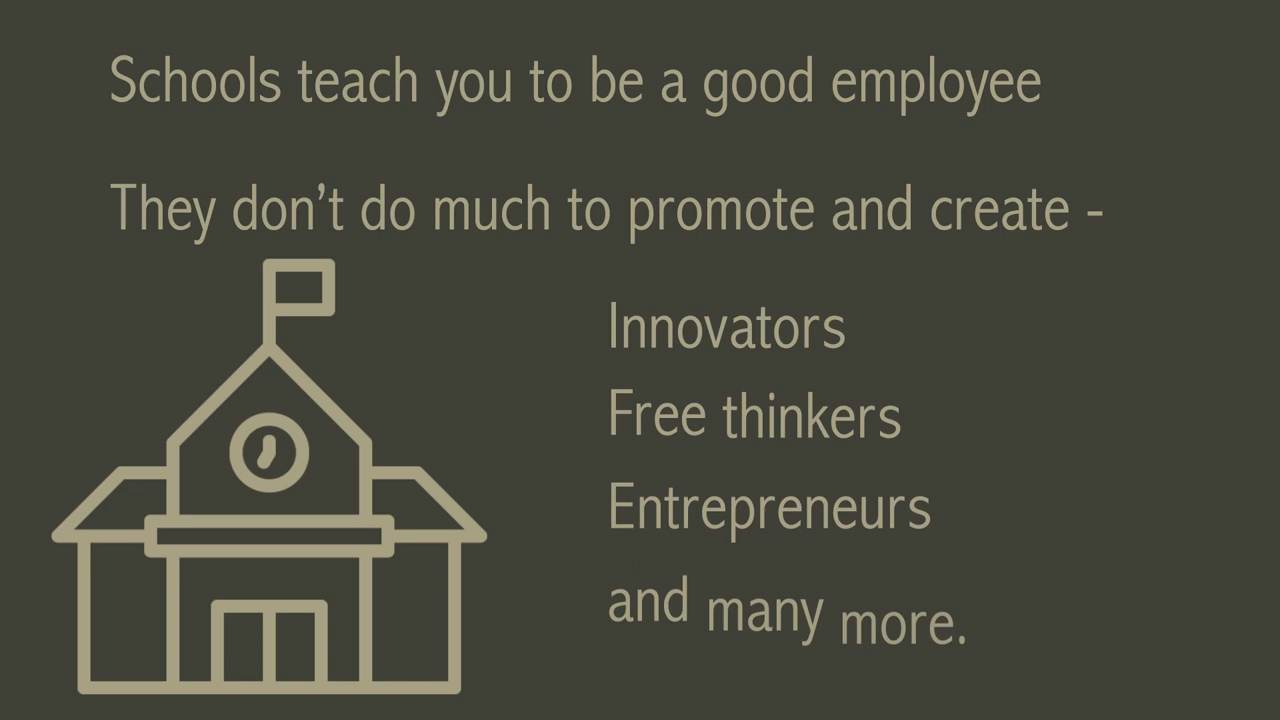 Schools teach you to be a good employee
They don’t do much to promote and create -
Innovators
Free thinkers
Entrepreneurs
and many more.